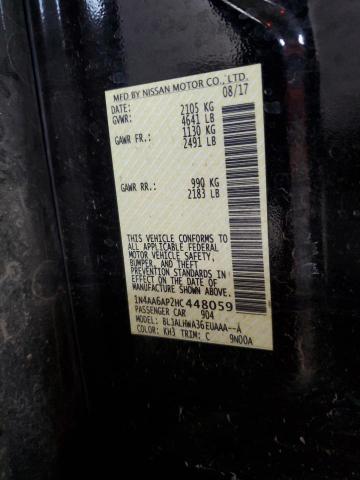 MFD BY NISSAN MOTOR CO., LTD.
DATE: 08/17
GVWR: 2105 KG
4641 LB
GAWR FR.: 1130 KG
2491 LB
GAWR RR.: 990 KG
2183 LB
THIS VEHICLE CONFORMS TO
ALL APPLICABLE FEDERAL
MOTOR VEHICLE SAFETY,
BUMPER, AND THEFT
PREVENTION STANDARDS
IN EFFECT ON THE DATE OF
MANUFACTURE SHOWN ABOVE.
1N4AA6AP2HC448059
PASSENGER CAR 904
MODEL: BL3ALHWA36EUAAA--A
COLOR: KH3 TRIM: C 9N00A